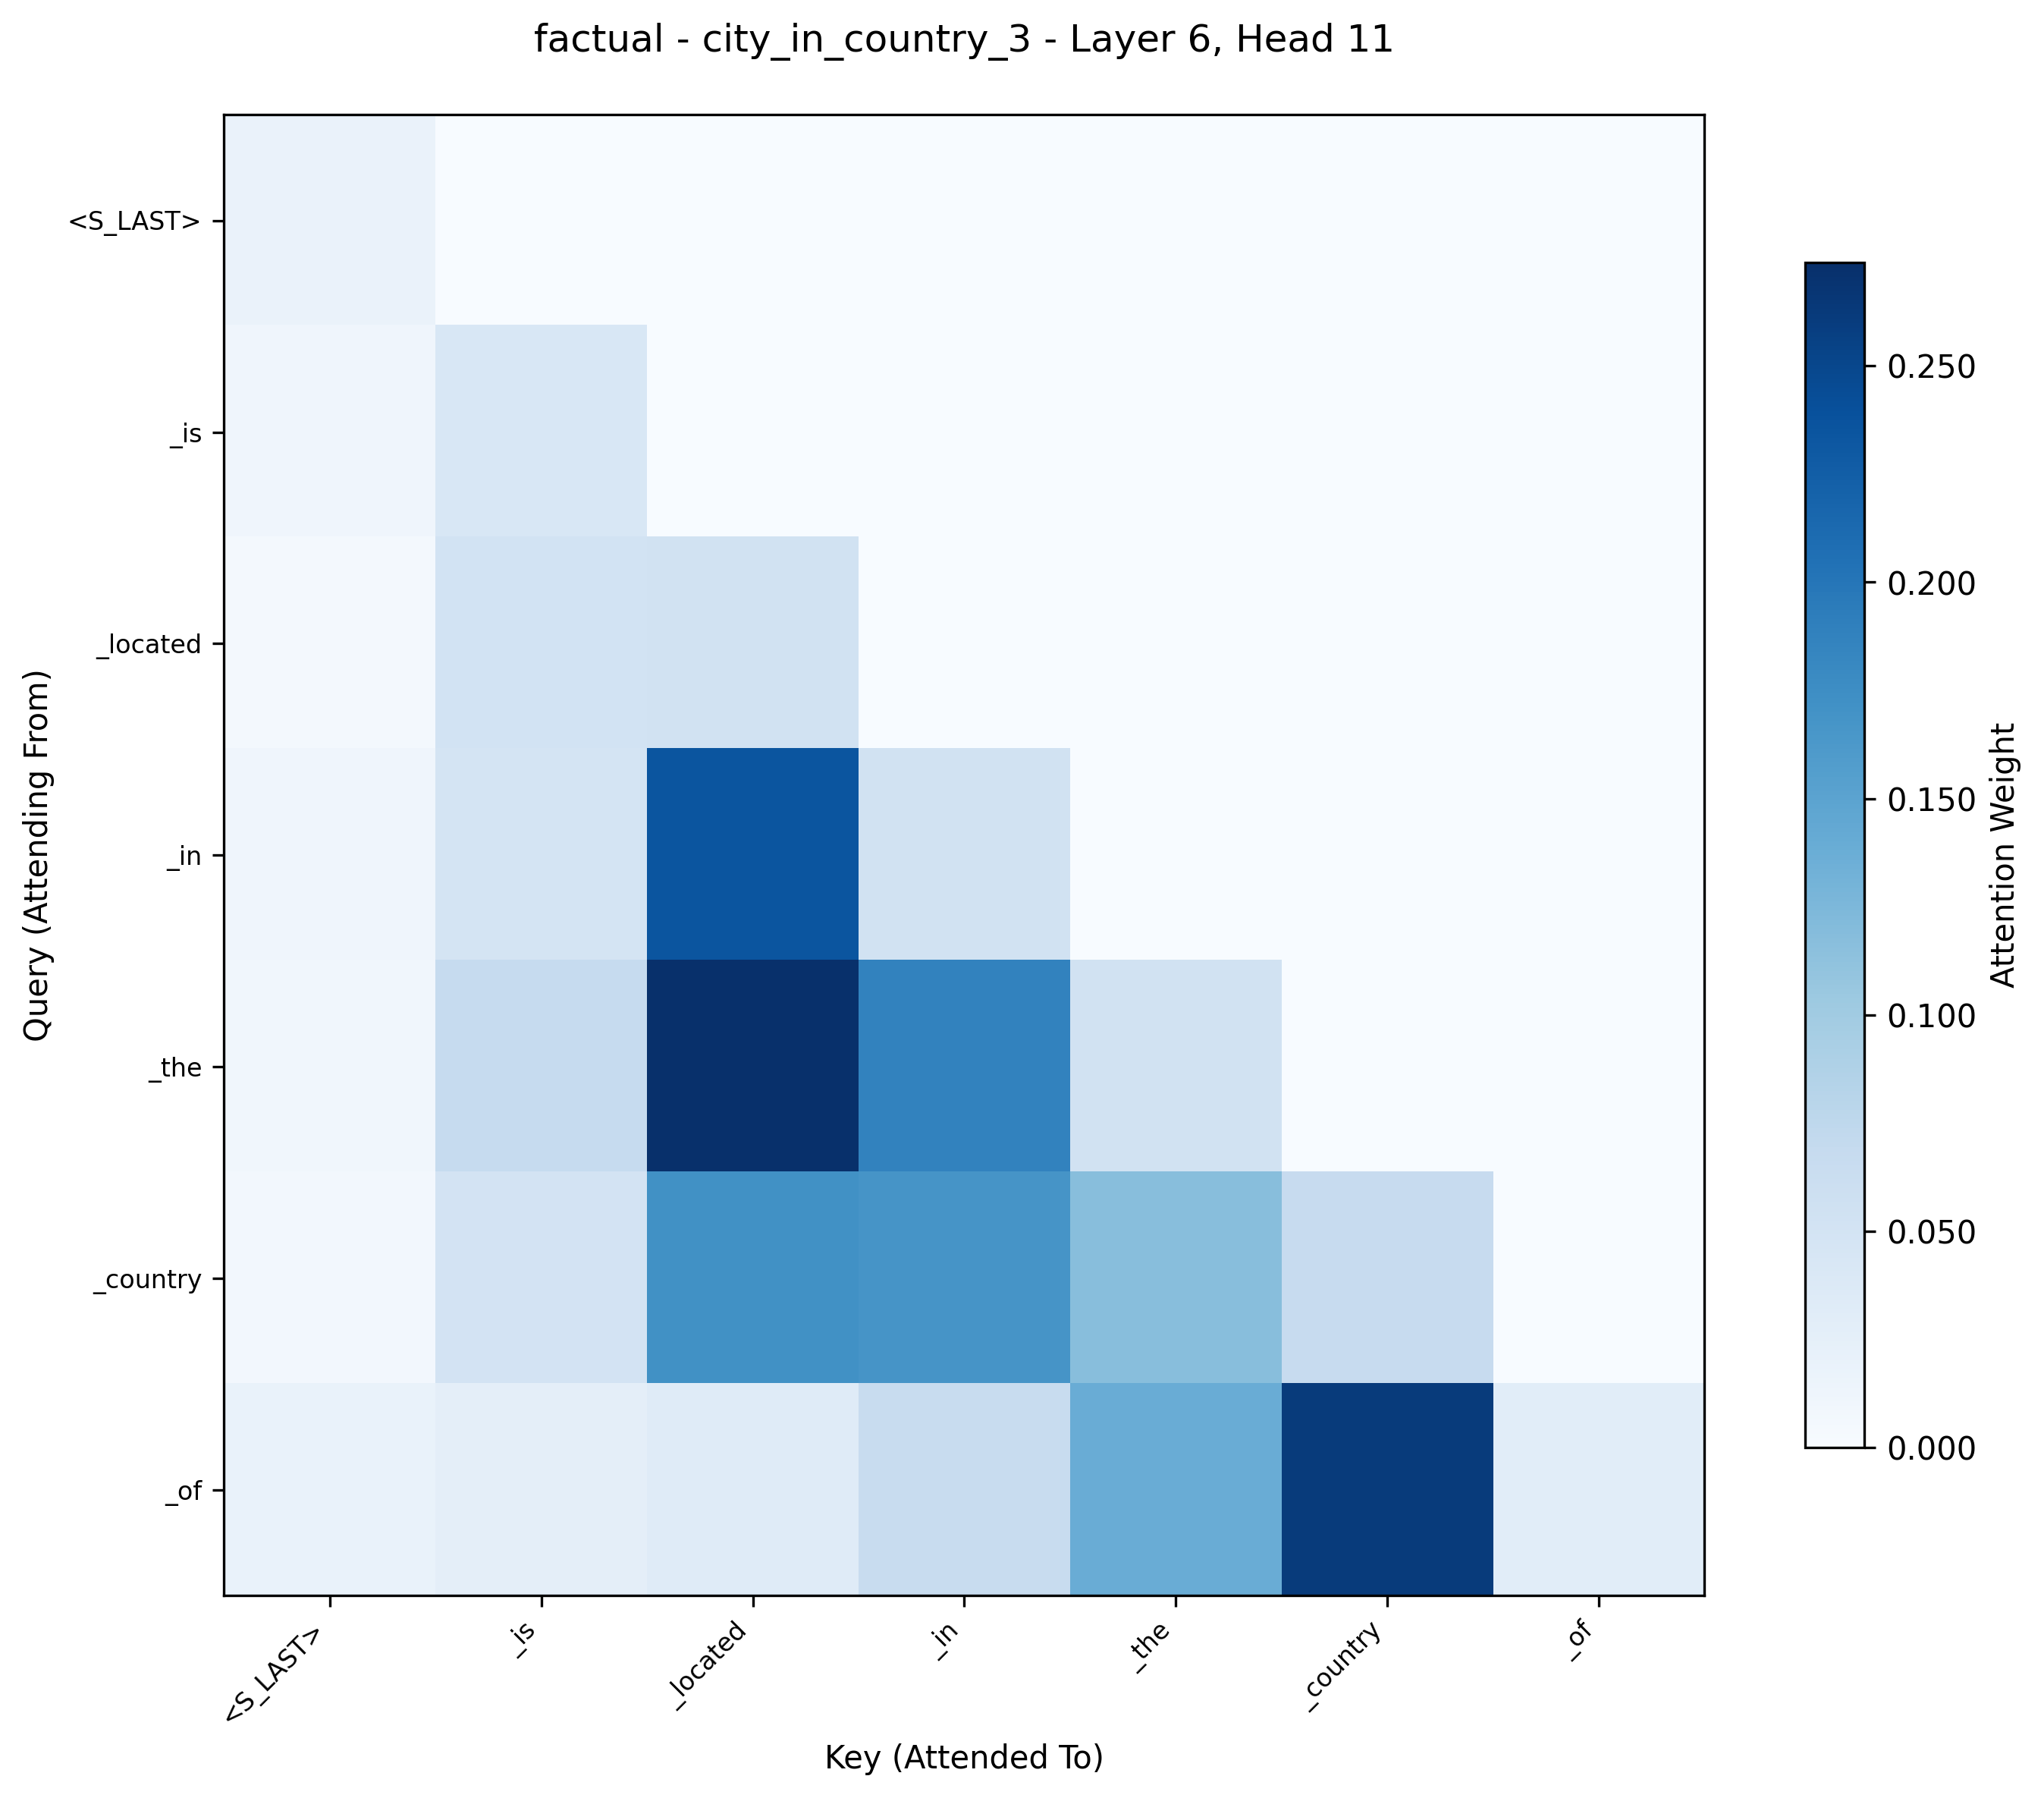 factual - city_in_country_3 - Layer 6, Head 11
Query (Attending From)
<S_LAST>
_is
_located
_in
_the
_country
_of
<S_LAST>
_is
_located
_in
_the
_country
_of
Key (Attended To)
0.250
0.200
0.150
0.100
0.050
0.000
Attention Weight